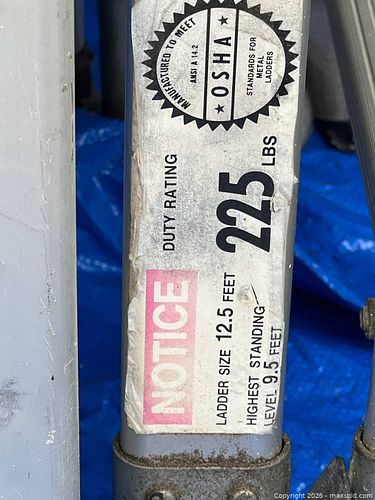 MANUFACTURED TO MEET
ANSI A 14.2
★ OSHA ★
STANDARDS FOR
METAL
LADDERS
DUTY RATING
225 LBS
NOTICE
LADDER SIZE 12.5 FEET
HIGHEST STANDING
LEVEL 9.5 FEET
Copyright © 2025 - maxsold.com